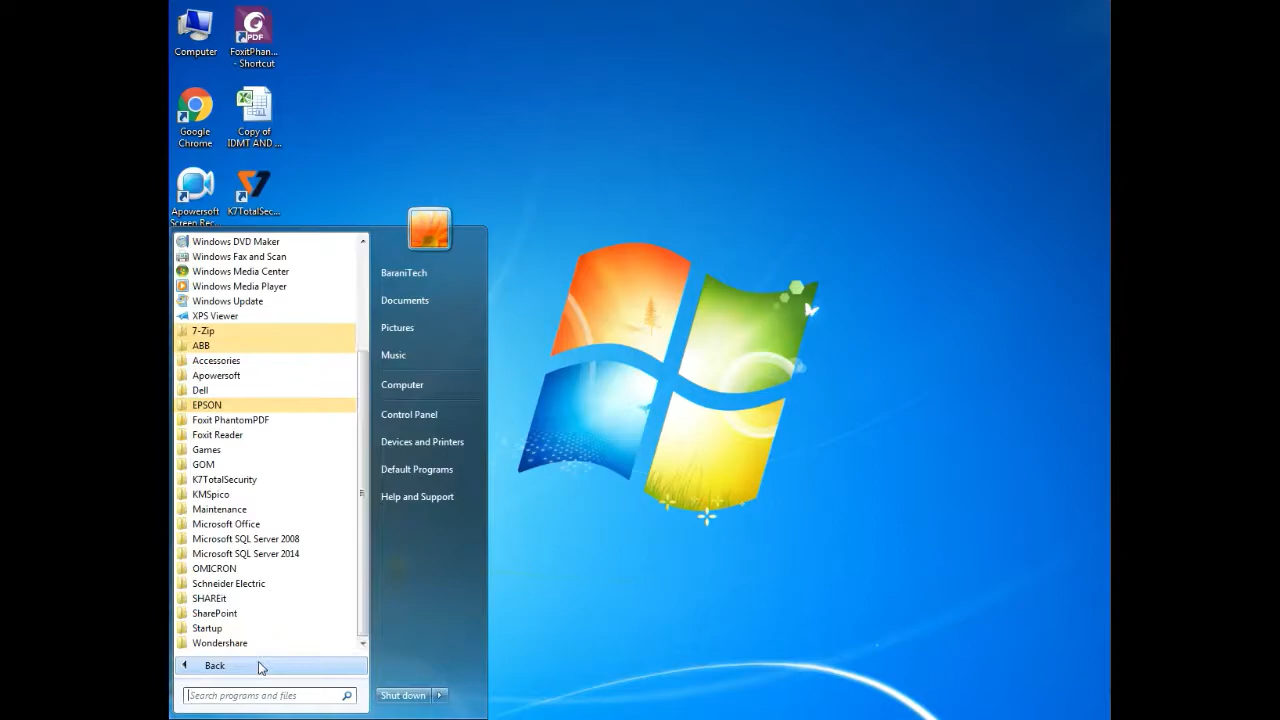 Computer
FoxitPhan...
- Shortcut
Google
Chrome
Copy of
IDMT AND ...
Apowersoft
Screen Rec...
K7TotalSec...
Windows DVD Maker
Windows Fax and Scan
Windows Media Center
Windows Media Player
Windows Update
XPS Viewer
7-Zip
ABB
Accessories
Apowersoft
Dell
EPSON
Foxit PhantomPDF
Foxit Reader
Games
GOM
K7TotalSecurity
KMSpico
Maintenance
Microsoft Office
Microsoft SQL Server 2008
Microsoft SQL Server 2014
OMICRON
Schneider Electric
SHAREit
SharePoint
Startup
Wondershare
Back
Search programs and files
BaraniTech
Documents
Pictures
Music
Computer
Control Panel
Devices and Printers
Default Programs
Help and Support
Shut down